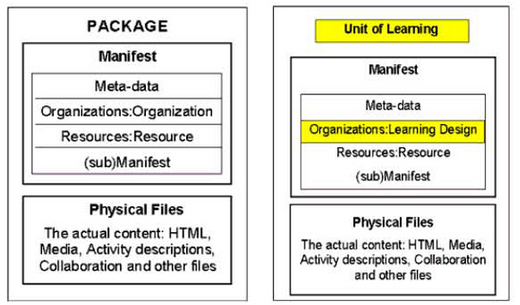 PACKAGE
Manifest
Meta-data
Organizations:Organization
Resources:Resource
(sub)Manifest
Physical Files
The actual content: HTML,
Media, Activity descriptions,
Collaboration and other files
Unit of Learning
Manifest
Meta-data
Organizations:Learning Design
Resources:Resource
(sub)Manifest
Physical Files
The actual content: HTML, Media,
Activity descriptions, Collaboration
and other files